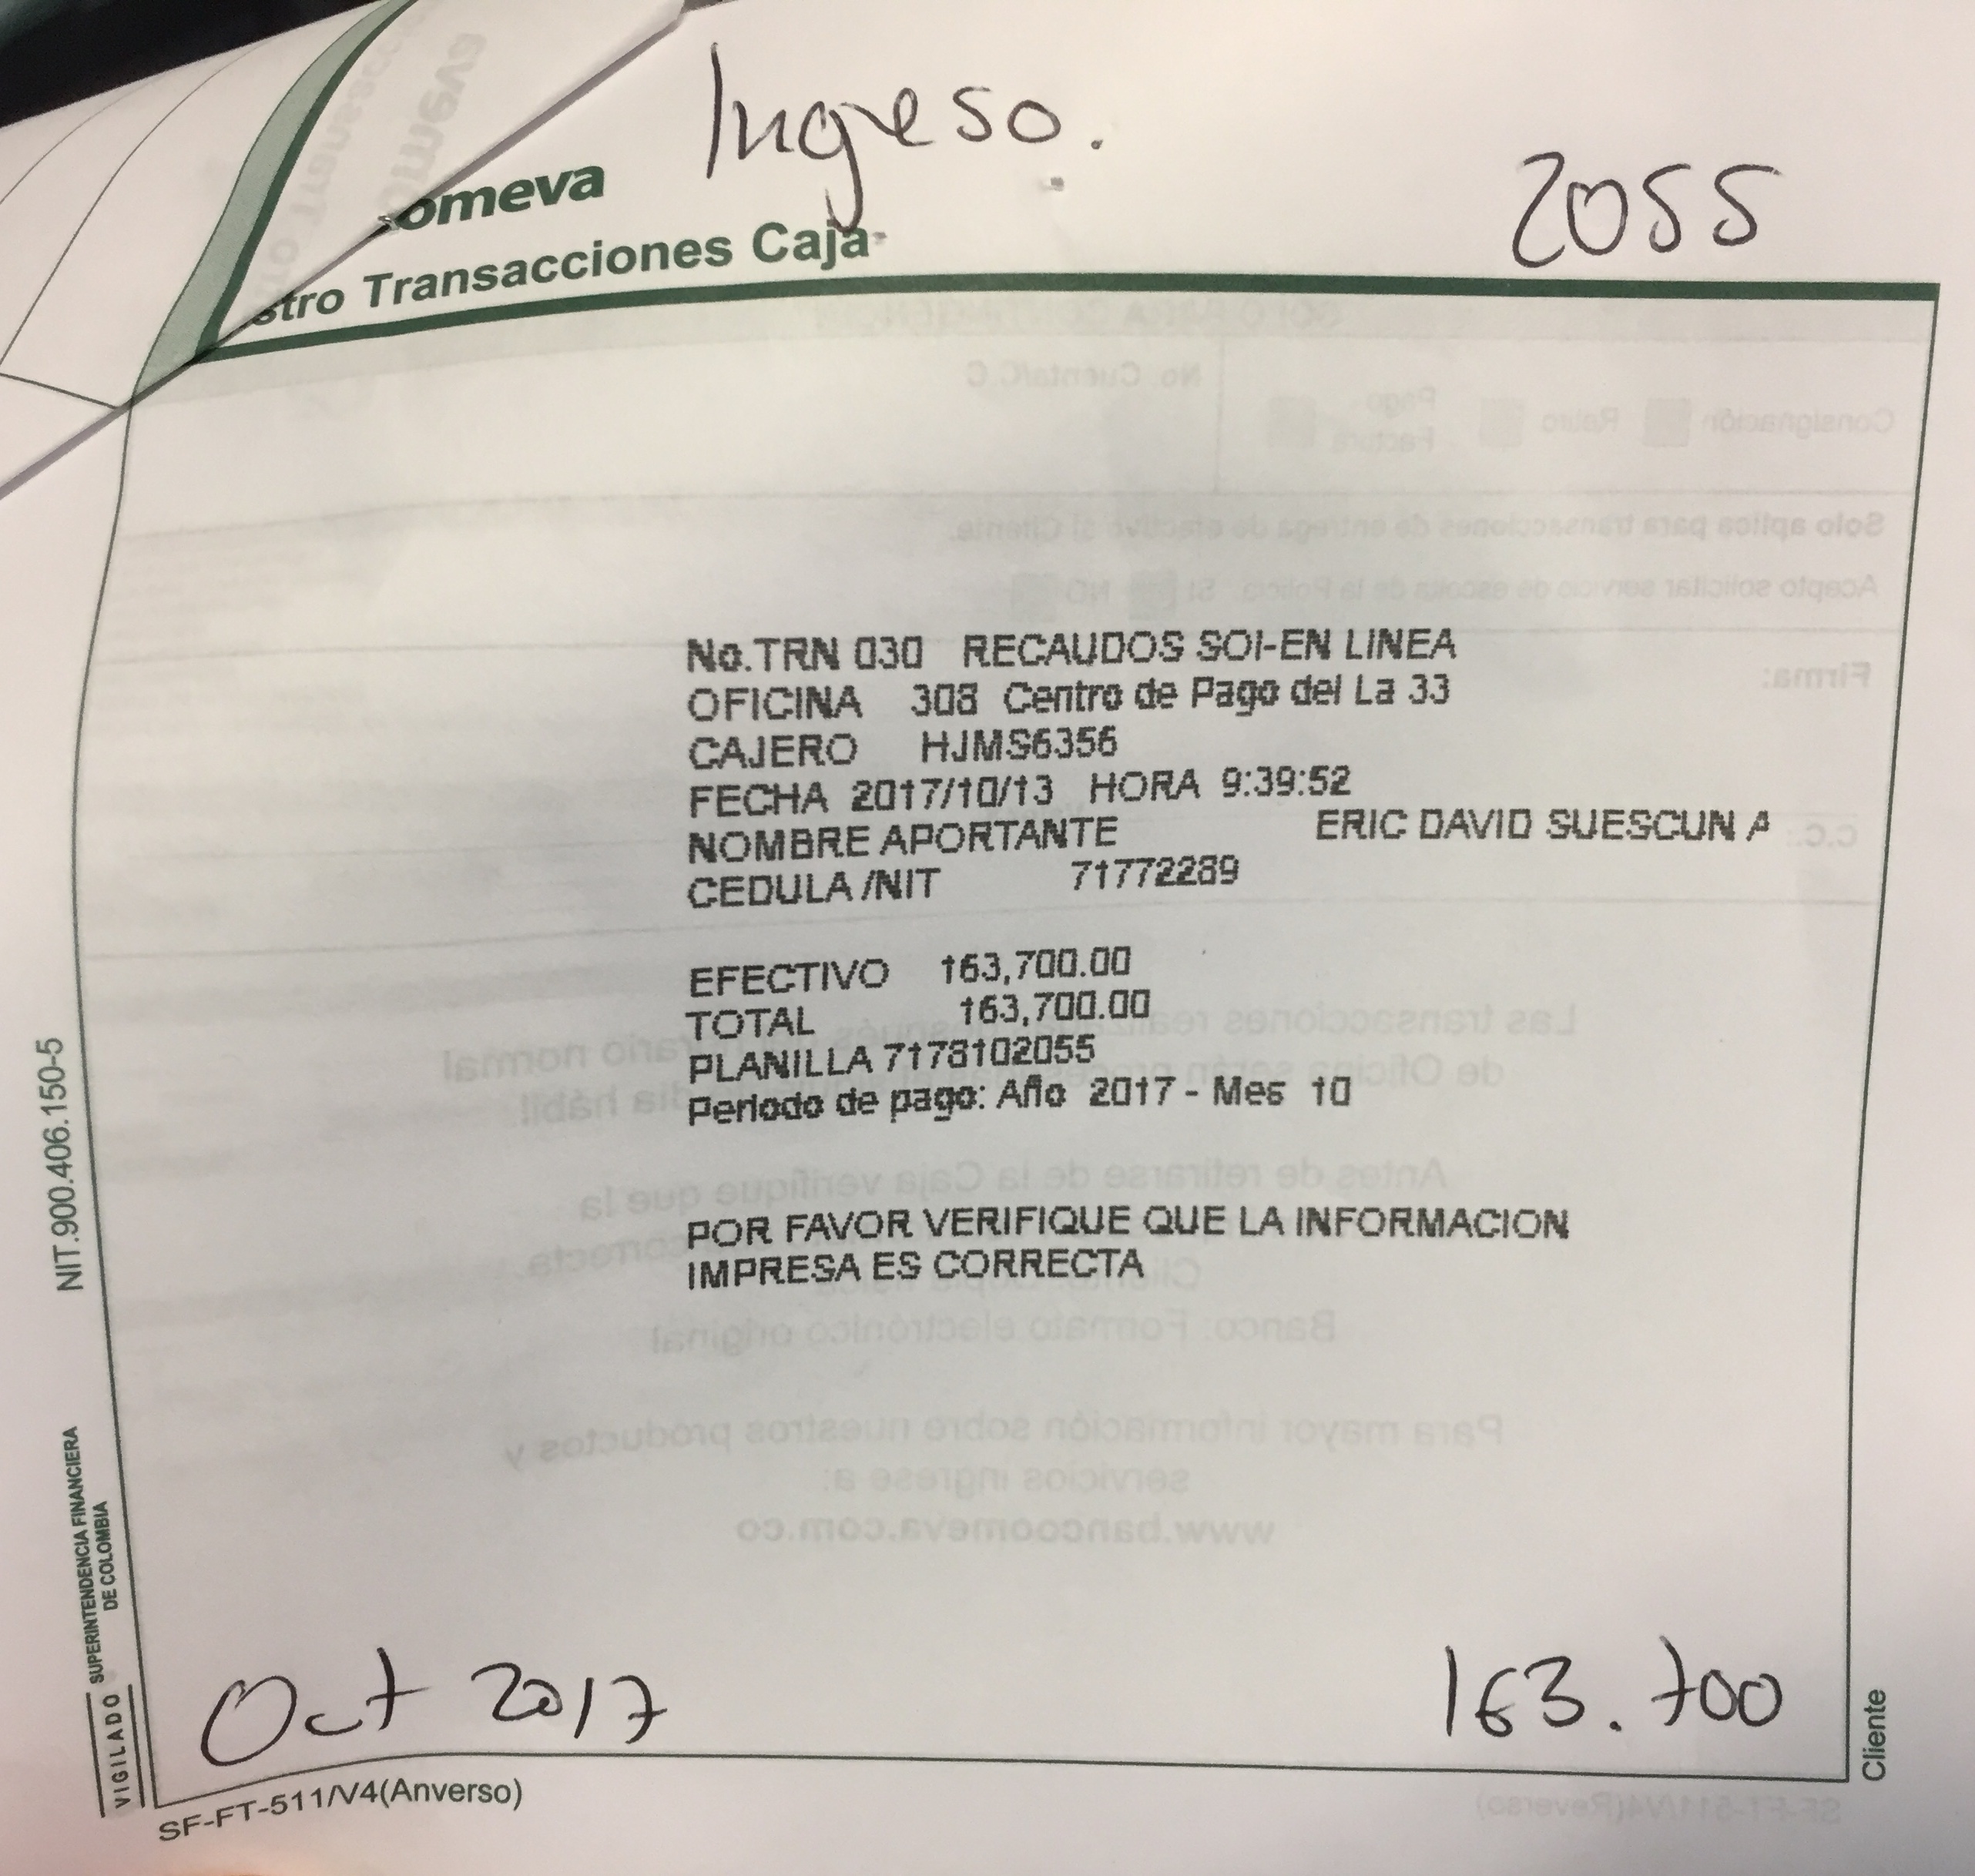 Ingreso.
2055
omeva
stro Transacciones Caja
No.TRN 030 RECAUDOS SOI-EN LINEA
OFICINA 308 Centro de Pago del La 33
CAJERO HJMS6356
FECHA 2017/10/13 HORA 9:39:52
NOMBRE APORTANTE ERIC DAVID SUESCUN A
CEDULA /NIT 71772289
EFECTIVO 163,700.00
TOTAL 163,700.00
PLANILLA 7178102055
Periodo de pago: Año 2017 - Mes 10
POR FAVOR VERIFIQUE QUE LA INFORMACION
IMPRESA ES CORRECTA
Oct 2017
163.700
SF-FT-511/V4(Anverso)
Cliente
NIT.900.406.150-5
VIGILADO
SUPERINTENDENCIA FINANCIERA
DE COLOMBIA